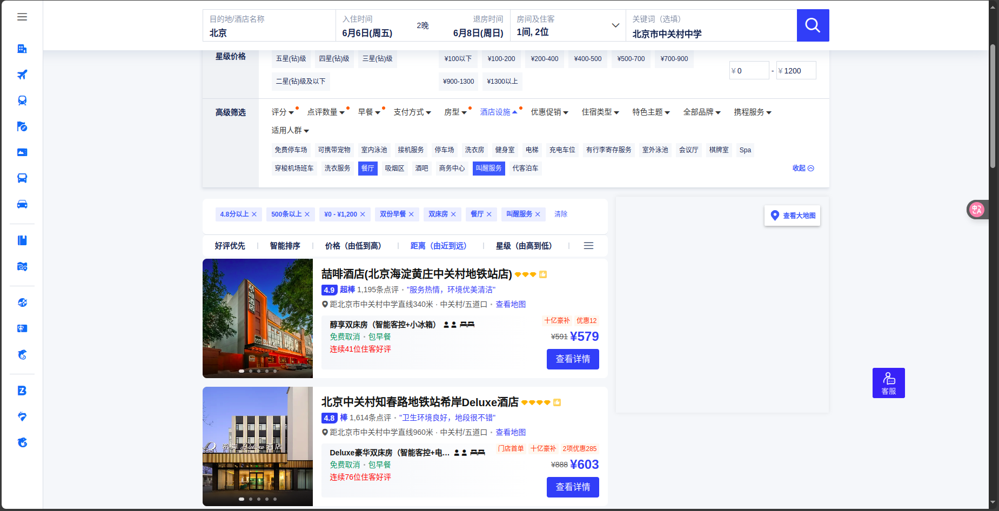 目的地/酒店名称
北京
入住时间
6月6日(周五)
2晚
退房时间
6月8日(周日)
房间及住客
1间, 2位
关键词（选填）
北京市中关村中学
星级价格
五星(钻)级 四星(钻)级 三星(钻)级 ¥100以下 ¥100-200 ¥200-400 ¥400-500 ¥500-700 ¥700-900
二星(钻)级及以下 ¥900-1300 ¥1300以上
¥ 0 - ¥ 1200
高级筛选
评分 点评数量 早餐 支付方式 房型 酒店设施 优惠促销 住宿类型 特色主题 全部品牌 携程服务
适用人群
免费停车场 可携带宠物 室内泳池 接机服务 停车场 洗衣房 健身室 电梯 充电车位 有行李寄存服务 室外泳池 会议厅 棋牌室 Spa
穿梭机场班车 洗衣服务 餐厅 吸烟区 酒吧 商务中心 叫醒服务 代客泊车
收起
4.8分以上 500条以上 ¥0 - ¥1,200 双份早餐 双床房 餐厅 叫醒服务 清除
查看大地图
好评优先 智能排序 价格（由低到高） 距离（由近到远） 星级（由高到低）
喆啡酒店
喆啡酒店(北京海淀黄庄中关村地铁站店)
4.9 超棒 1,195条点评 • "服务热情，环境优美清洁"
距北京市中关村中学直线340米 · 中关村/五道口 • 查看地图
醇享双床房（智能客控+小冰箱）
免费取消 • 包早餐
连续41位住客好评
十亿豪补 优惠12
¥591 ¥579
查看详情
希岸Deluxe酒店
北京中关村知春路地铁站希岸Deluxe酒店
4.8 棒 1,614条点评 • "卫生环境良好，地段很不错"
距北京市中关村中学直线960米 · 中关村/五道口 • 查看地图
Deluxe豪华双床房（智能客控+电...
免费取消 • 包早餐
连续76位住客好评
门店首单 十亿豪补 2项优惠285
¥888 ¥603
查看详情
客服